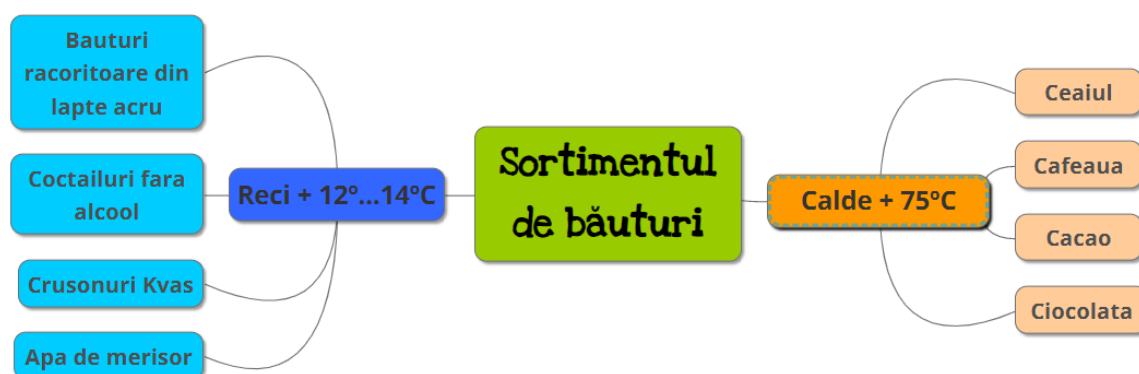 Sortimentul
de băuturi
Reci + 12°...14°C
Bauturi
racoritoare din
lapte acru
Coctailuri fara
alcool
Crusonuri Kvas
Apa de merisor
Calde + 75°C
Ceaiul
Cafeaua
Cacao
Ciocolata